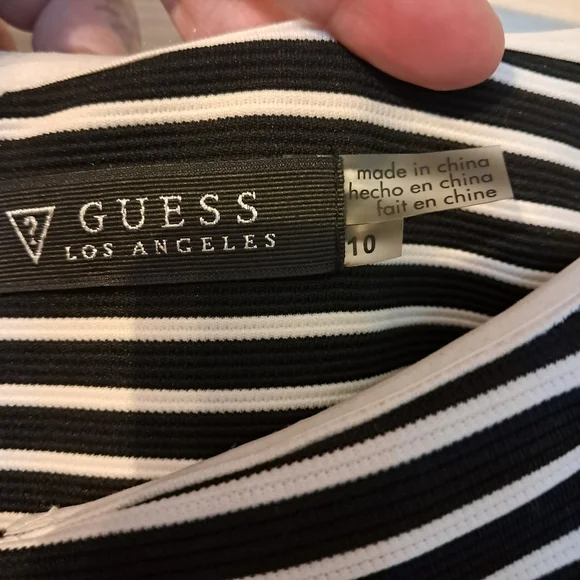 ?
GUESS
LOS ANGELES
made in china
hecho en china
fait en chine
10